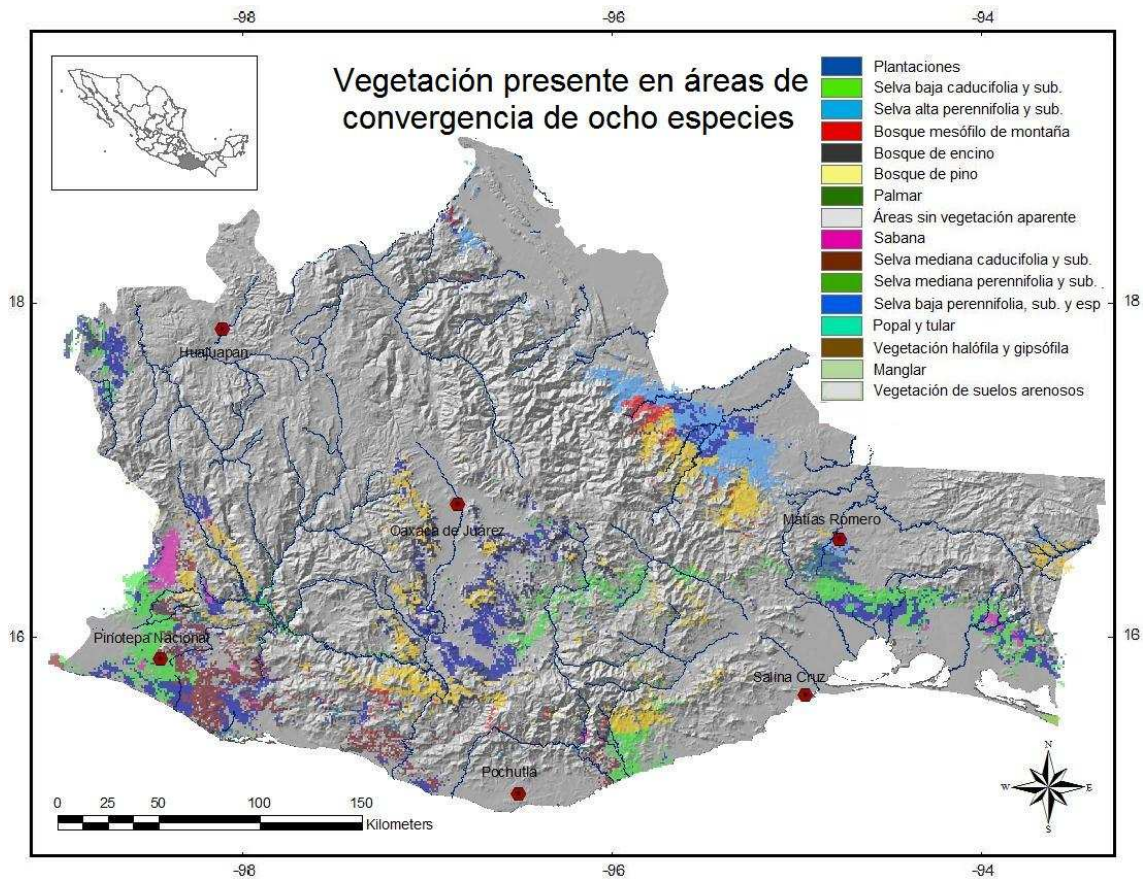 -98
-96
-94
Vegetación presente en áreas de
convergencia de ocho especies
Plantaciones
Selva baja caducifolia y sub.
Selva alta perennifolia y sub.
Bosque mesófilo de montaña
Bosque de encino
Bosque de pino
Palmar
Áreas sin vegetación aparente
Sabana
Selva mediana caducifolia y sub.
Selva mediana perennifolia y sub.
Selva baja perennifolia, sub. y esp
Popal y tular
Vegetación halófila y gipsófila
Manglar
Vegetación de suelos arenosos
18
18
Huajuapan
Oaxaca de Juárez
Matías Romero
16
16
Pinotepa Nacional
Salina Cruz
Pochutla
N
W
E
S
0 25 50 100 150
Kilometers
-98
-96
-94